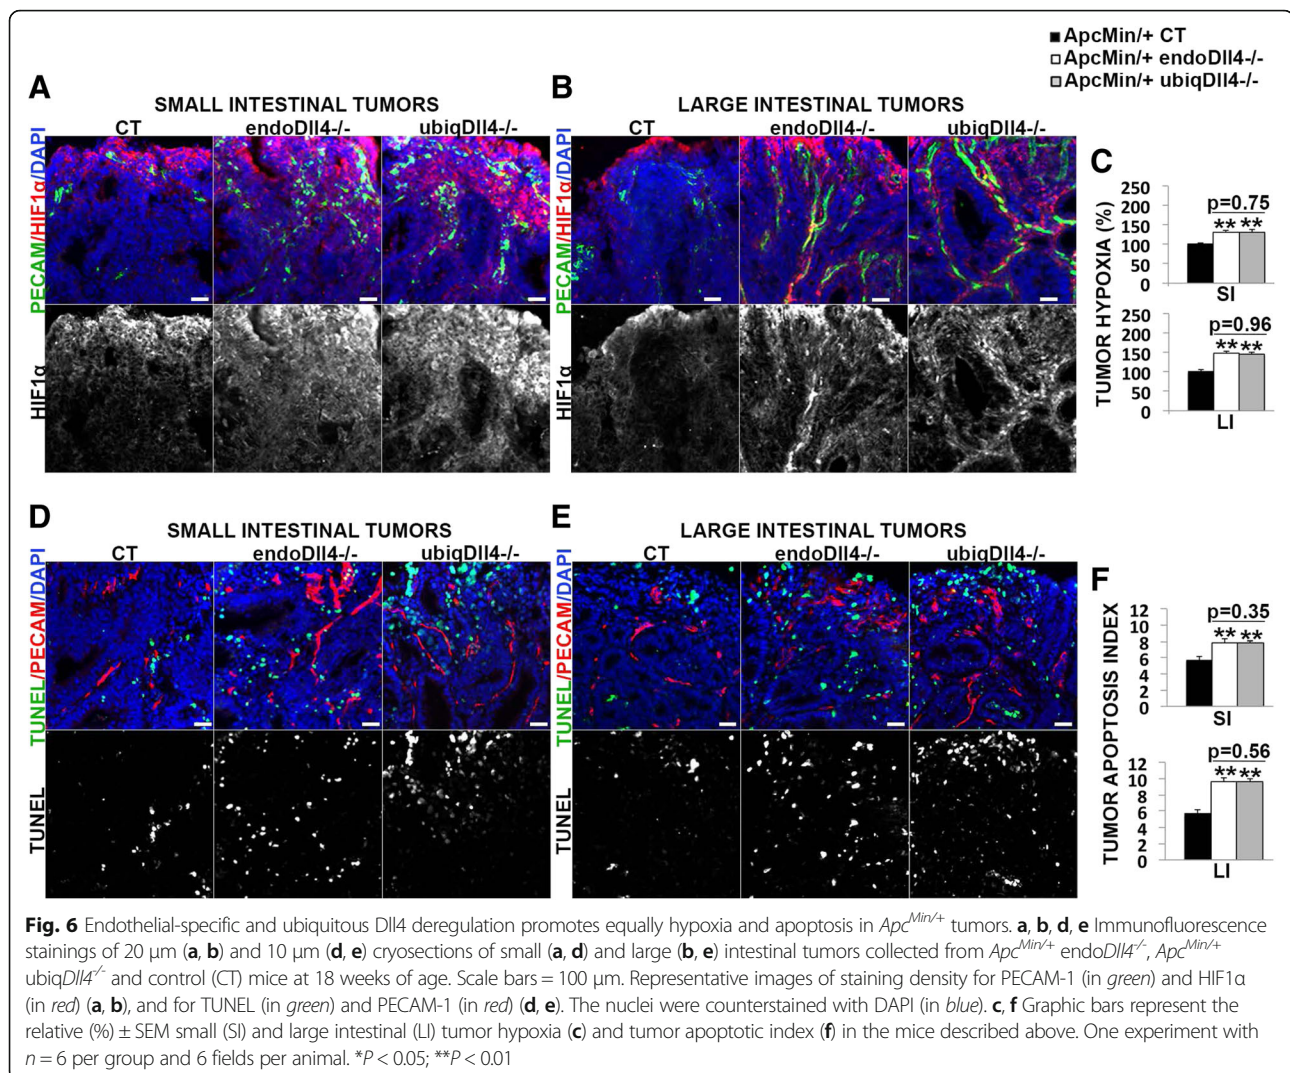 ApcMin/+ CT
ApcMin/+ endoDll4-/-
ApcMin/+ ubiqDll4-/-
A
SMALL INTESTINAL TUMORS
CT endoDll4-/- ubiqDll4-/-
PECAM/HIF1α/DAPI
HIF1α
B
LARGE INTESTINAL TUMORS
CT endoDll4-/- ubiqDll4-/-
PECAM/HIF1α/DAPI
HIF1α
C
TUMOR HYPOXIA (%)
250
200
150
100
50
0
p=0.75
** **
SI
250
200
150
100
50
0
p=0.96
** **
LI
D
SMALL INTESTINAL TUMORS
CT endoDll4-/- ubiqDll4-/-
TUNEL/PECAM/DAPI
TUNEL
E
LARGE INTESTINAL TUMORS
CT endoDll4-/- ubiqDll4-/-
TUNEL/PECAM/DAPI
TUNEL
F
TUMOR APOPTOSIS INDEX
12
10
8
6
4
2
0
p=0.35
** **
SI
12
10
8
6
4
2
0
p=0.56
** **
LI
Fig. 6 Endothelial-specific and ubiquitous Dll4 deregulation promotes equally hypoxia and apoptosis in ApcMin/+ tumors. a, b, d, e Immunofluorescence
stainings of 20 μm (a, b) and 10 μm (d, e) cryosections of small (a, d) and large (b, e) intestinal tumors collected from ApcMin/+ endoDll4-/-, ApcMin/+
ubiqDll4-/- and control (CT) mice at 18 weeks of age. Scale bars = 100 μm. Representative images of staining density for PECAM-1 (in green) and HIF1α
(in red) (a, b), and for TUNEL (in green) and PECAM-1 (in red) (d, e). The nuclei were counterstained with DAPI (in blue). c, f Graphic bars represent the
relative (%) ± SEM small (SI) and large intestinal (LI) tumor hypoxia (c) and tumor apoptotic index (f) in the mice described above. One experiment with
n = 6 per group and 6 fields per animal. *P < 0.05; **P < 0.01